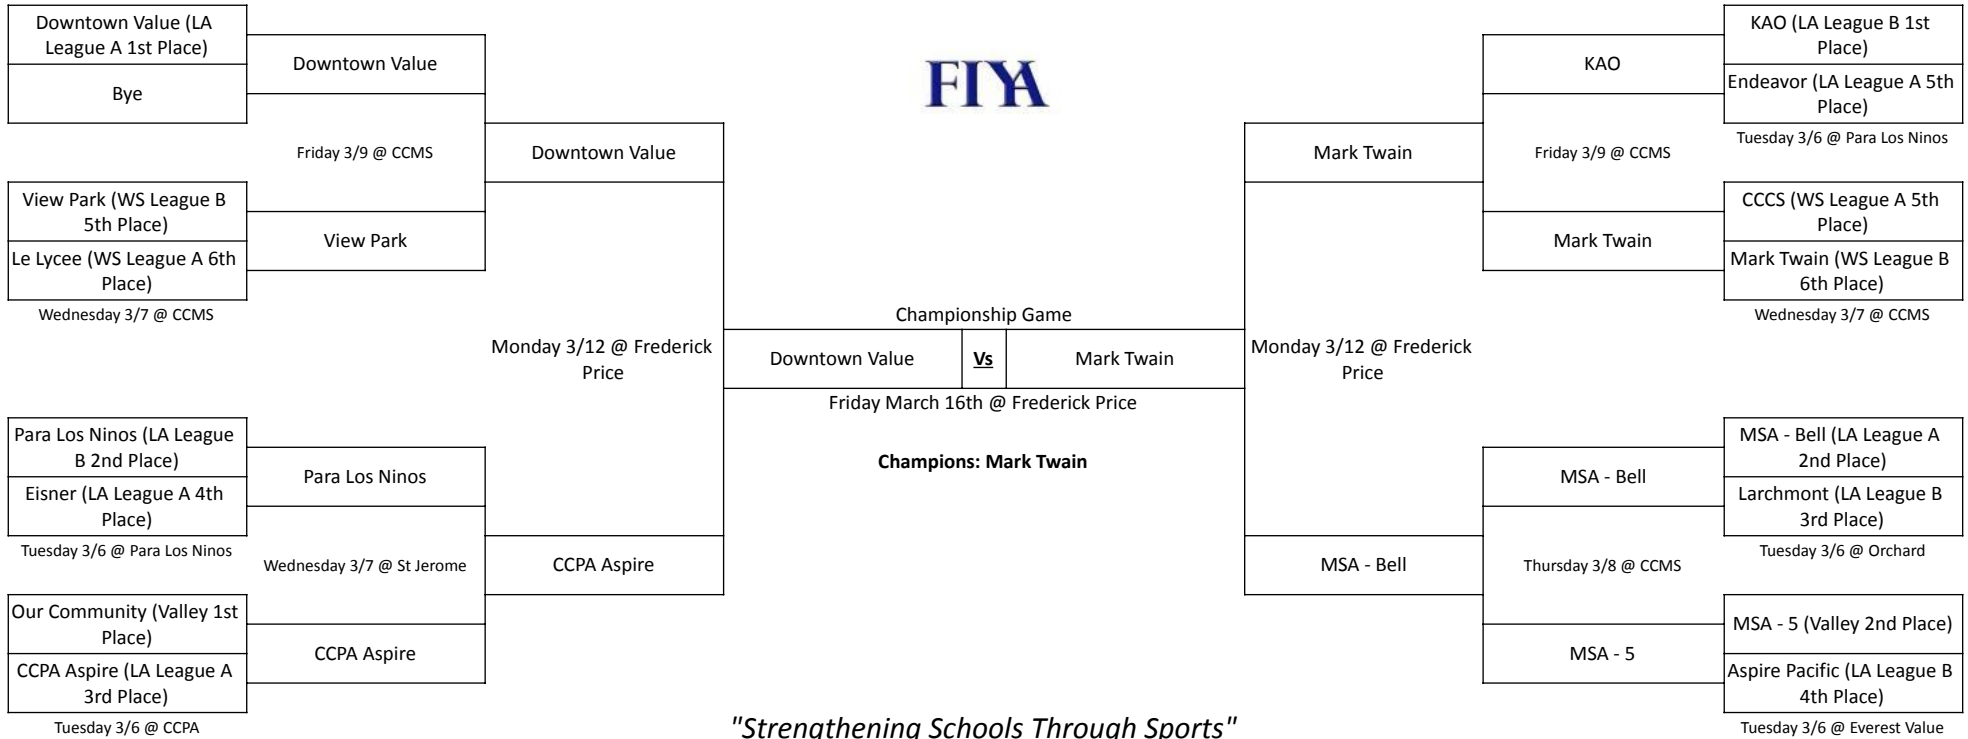 Downtown Value (LA
League A 1st Place)
Bye
View Park (WS League B
5th Place)
Le Lycee (WS League A 6th
Place)
Wednesday 3/7 @ CCMS
Para Los Ninos (LA League
B 2nd Place)
Eisner (LA League A 4th
Place)
Tuesday 3/6 @ Para Los Ninos
Our Community (Valley 1st
Place)
CCPA Aspire (LA League A
3rd Place)
Tuesday 3/6 @ CCPA
Downtown Value
Friday 3/9 @ CCMS
View Park
Para Los Ninos
Wednesday 3/7 @ St Jerome
CCPA Aspire
Downtown Value
Monday 3/12 @ Frederick
Price
CCPA Aspire
FIYA
Championship Game
Downtown Value
Vs
Mark Twain
Friday March 16th @ Frederick Price
Champions: Mark Twain
"Strengthening Schools Through Sports"
Mark Twain
Monday 3/12 @ Frederick
Price
MSA - Bell
KAO
Friday 3/9 @ CCMS
Mark Twain
MSA - Bell
Thursday 3/8 @ CCMS
MSA - 5
KAO (LA League B 1st
Place)
Endeavor (LA League A 5th
Place)
Tuesday 3/6 @ Para Los Ninos
CCCS (WS League A 5th
Place)
Mark Twain (WS League B
6th Place)
Wednesday 3/7 @ CCMS
MSA - Bell (LA League A
2nd Place)
Larchmont (LA League B
3rd Place)
Tuesday 3/6 @ Orchard
MSA - 5 (Valley 2nd Place)
Aspire Pacific (LA League B
4th Place)
Tuesday 3/6 @ Everest Value